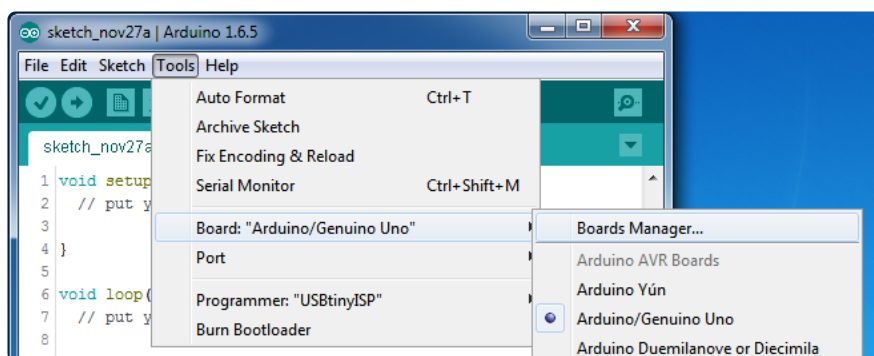 sketch_nov27a | Arduino 1.6.5
File Edit Sketch Tools Help
sketch_nov27a
Auto Format Ctrl+T
Archive Sketch
Fix Encoding & Reload
Serial Monitor Ctrl+Shift+M
Board: "Arduino/Genuino Uno"
Port
Programmer: "USBtinyISP"
Burn Bootloader
Boards Manager...
Arduino AVR Boards
Arduino Yún
Arduino/Genuino Uno
Arduino Duemilanove or Diecimila
1 void setup
2 // put y
3
4 }
5
6 void loop(
7 // put y
8